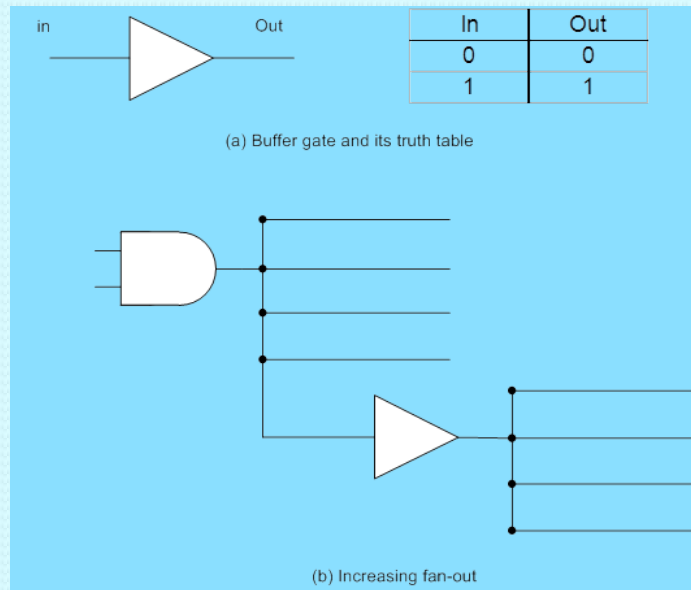 in Out In Out
0 0
1 1
(a) Buffer gate and its truth table
(b) Increasing fan-out